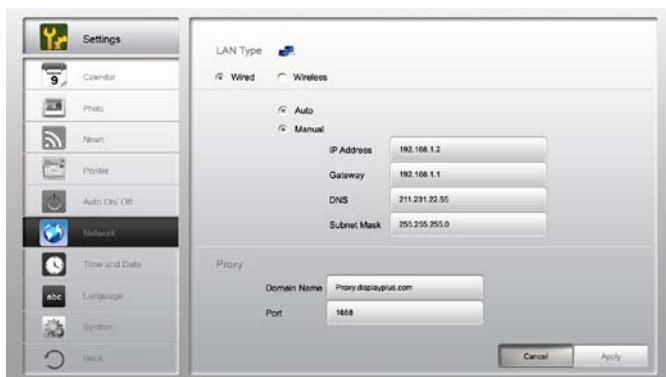 Settings
9
Calendar
Photo
News
Poster
Auto On/ Off
Network
Time and Date
abc
Language
System
Back
LAN Type
Wired Wireless
Auto
Manual
IP Address 192.168.1.2
Gateway 192.168.1.1
DNS 211.231.22.55
Subnet Mask 255.255.255.0
Proxy
Domain Name Proxy.displayplus.com
Port 1668
Cancel Apply